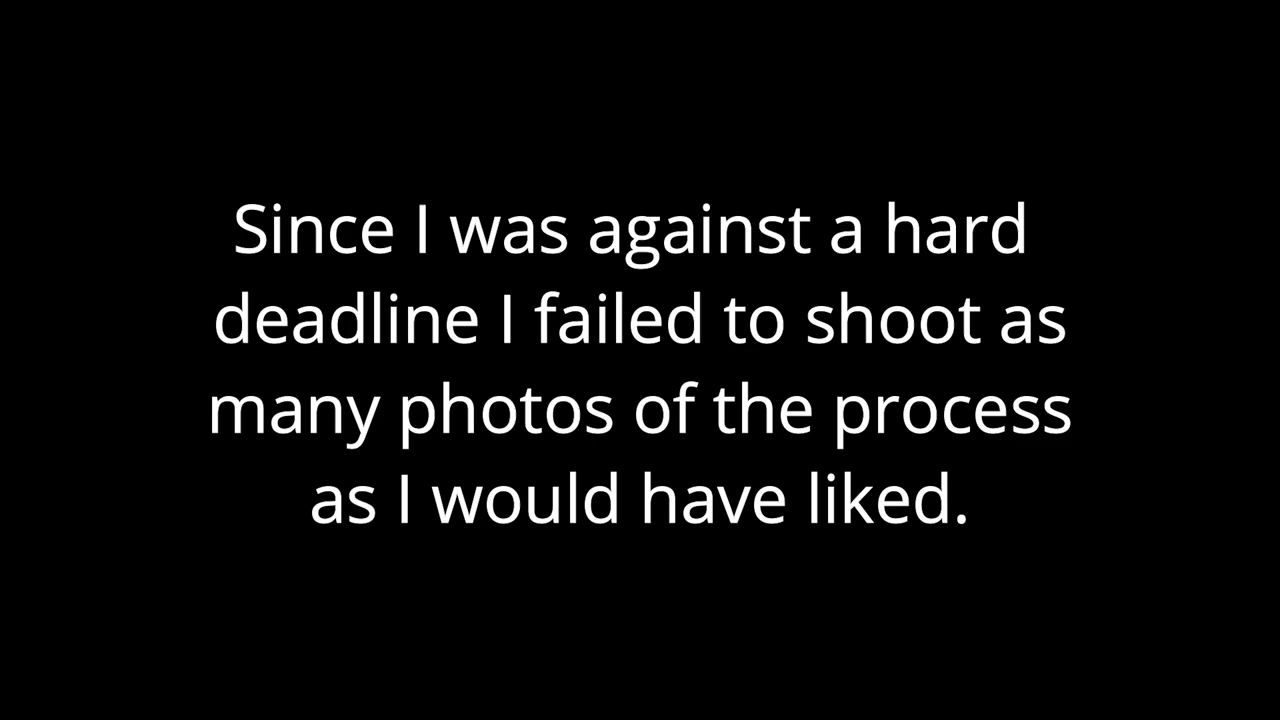 Since I was against a hard
deadline I failed to shoot as
many photos of the process
as I would have liked.